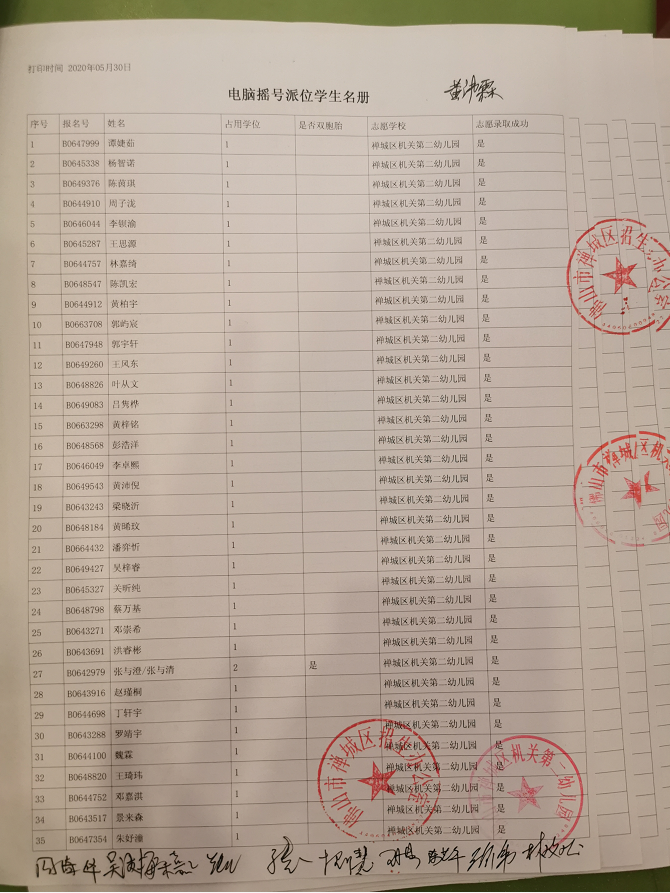 打印时间 2020年05月30日
电脑摇号派位学生名册
序号 报名号 姓名 占用学位 是否双胞胎 志愿学校 志愿录取成功
1 B0647999 谭婕茹 1 禅城区机关第二幼儿园 是
2 B0645338 杨智诺 1 禅城区机关第二幼儿园 是
3 B0649376 陈茵琪 1 禅城区机关第二幼儿园 是
4 B0644910 周子泷 1 禅城区机关第二幼儿园 是
5 B0646044 李钡渝 1 禅城区机关第二幼儿园 是
6 B0645287 王思源 1 禅城区机关第二幼儿园 是
7 B0644757 林嘉绮 1 禅城区机关第二幼儿园 是
8 B0648547 陈凯宏 1 禅城区机关第二幼儿园 是
9 B0644912 黄柏宇 1 禅城区机关第二幼儿园 是
10 B0663708 郭屿宸 1 禅城区机关第二幼儿园 是
11 B0647948 郭宇轩 1 禅城区机关第二幼儿园 是
12 B0649260 王风东 1 禅城区机关第二幼儿园 是
13 B0648826 叶从文 1 禅城区机关第二幼儿园 是
14 B0649083 吕隽桦 1 禅城区机关第二幼儿园 是
15 B0663298 黄梓铭 1 禅城区机关第二幼儿园 是
16 B0648568 彭浩洋 1 禅城区机关第二幼儿园 是
17 B0646049 李卓熙 1 禅城区机关第二幼儿园 是
18 B0649543 黄沛倪 1 禅城区机关第二幼儿园 是
19 B0643243 梁晓沂 1 禅城区机关第二幼儿园 是
20 B0648184 黄晞玟 1 禅城区机关第二幼儿园 是
21 B0664432 潘弈忻 1 禅城区机关第二幼儿园 是
22 B0649427 吴梓睿 1 禅城区机关第二幼儿园 是
23 B0645327 关昕纯 1 禅城区机关第二幼儿园 是
24 B0648798 蔡万基 1 禅城区机关第二幼儿园 是
25 B0643271 邓崇希 1 禅城区机关第二幼儿园 是
26 B0643691 洪睿彬 1 禅城区机关第二幼儿园 是
27 B0642979 张与澄/张与清 2 是 禅城区机关第二幼儿园 是
28 B0643916 赵瑾桐 1 禅城区机关第二幼儿园 是
29 B0644698 丁轩宇 1 禅城区机关第二幼儿园 是
30 B0643288 罗靖宇 1 禅城区机关第二幼儿园 是
31 B0644100 魏霖 1 禅城区机关第二幼儿园 是
32 B0648820 王琦玮 1 禅城区机关第二幼儿园 是
33 B0644752 邓嘉淇 1 禅城区机关第二幼儿园 是
34 B0643517 景来森 1 禅城区机关第二幼儿园 是
35 B0647354 朱妤潼 1 禅城区机关第二幼儿园 是
佛山市禅城区招生办公室
佛山市禅城区机关
佛山市禅城区招生办公室
区机关第二幼儿园